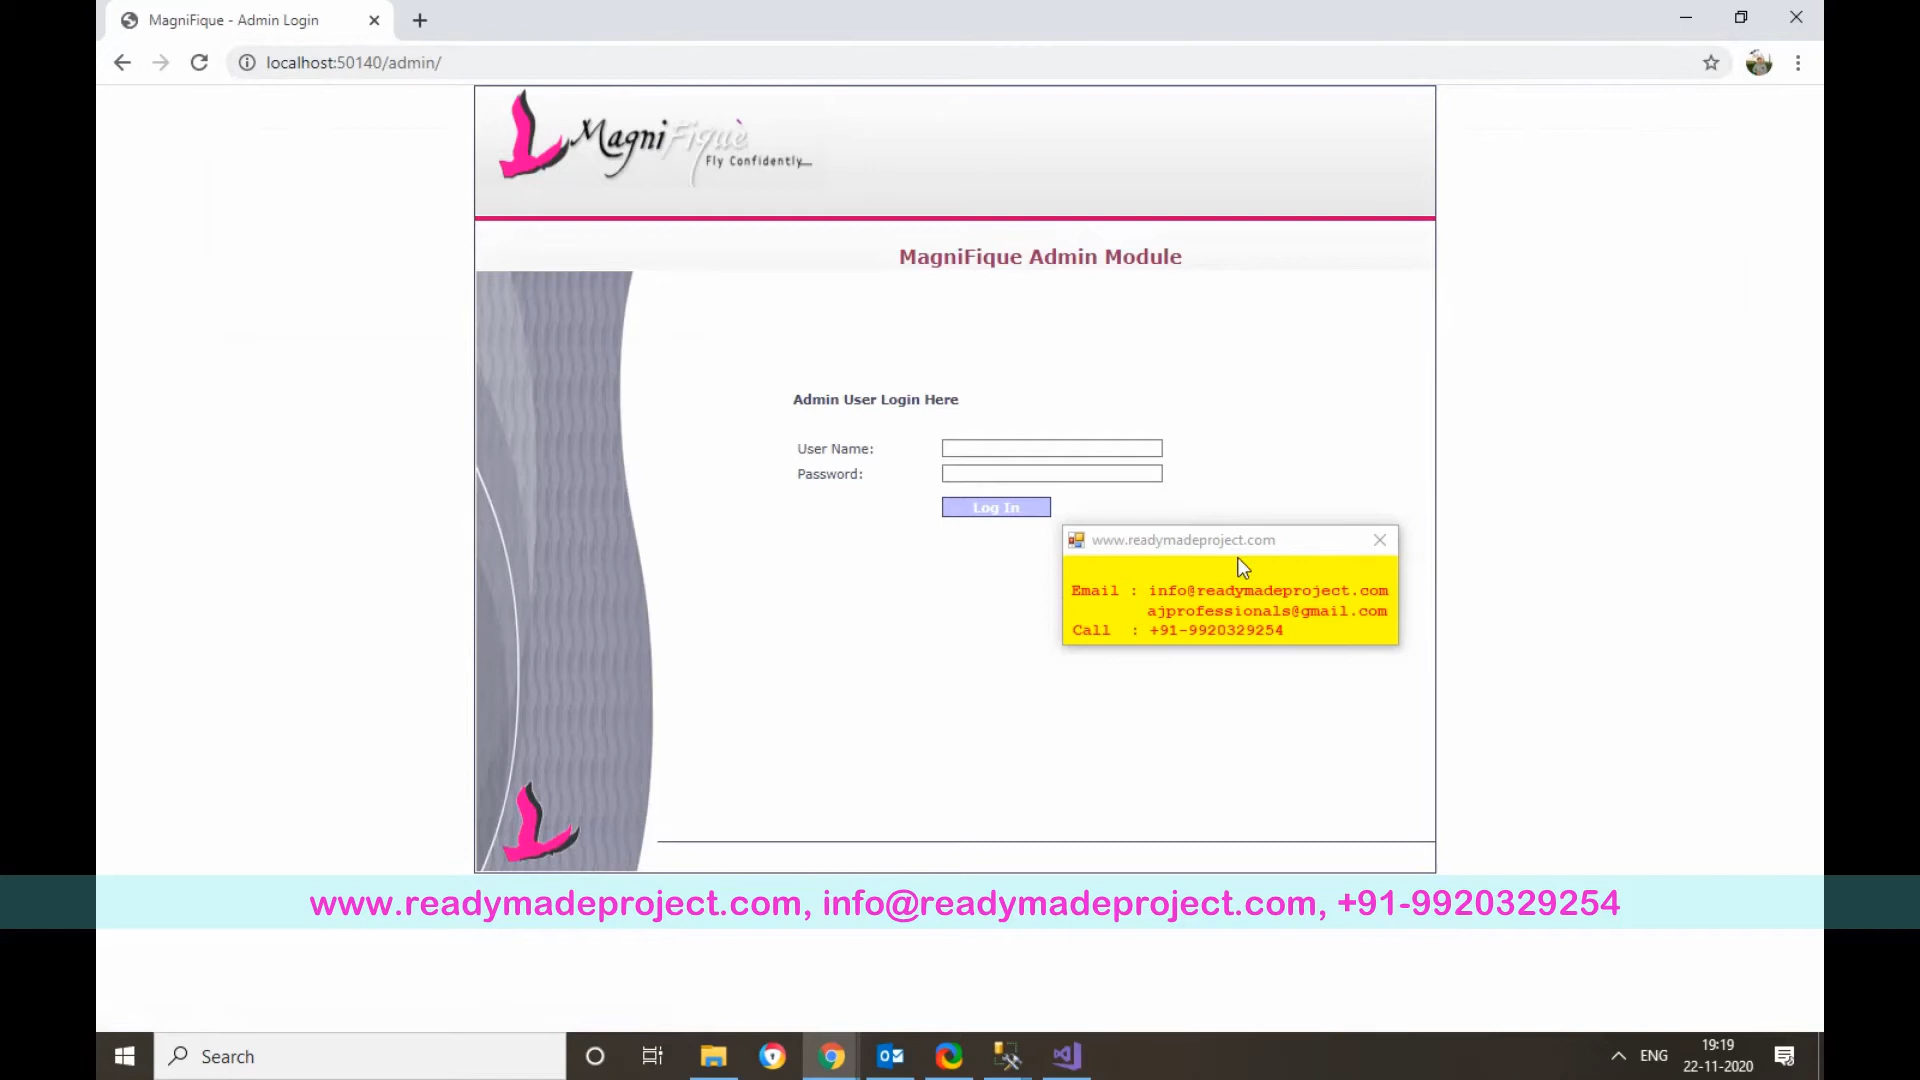 MagniFique - Admin Login
localhost:50140/admin/
MagniFiquè
Fly Confidently...
MagniFique Admin Module
Admin User Login Here
User Name:
Password:
Log In
www.readymadeproject.com
Email : info@readymadeproject.com
ajprofessionals@gmail.com
Call : +91-9920329254
www.readymadeproject.com, info@readymadeproject.com, +91-9920329254
Search
ENG
19:19
22-11-2020